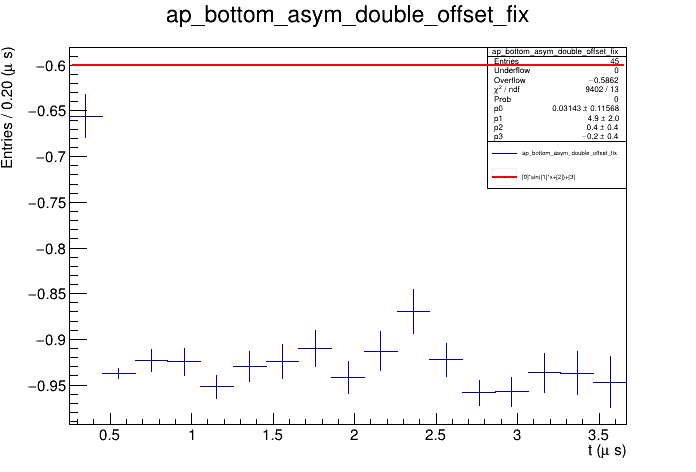 ap_bottom_asym_double_offset_fix
Entries / 0.20 (μ s)
−0.6
−0.65
−0.7
−0.75
−0.8
−0.85
−0.9
−0.95
ap_bottom_asym_double_offset_fix
Entries 45
Underflow 0
Overflow −0.5862
χ² / ndf 9402 / 13
Prob 0
p0 0.03143 ± 0.11568
p1 4.9 ± 2.0
p2 0.4 ± 0.4
p3 −0.2 ± 0.4
ap_bottom_asym_double_offset_fix
[0]*sin([1]*x+[2])+[3]
0.5 1 1.5 2 2.5 3 3.5
t (μ s)